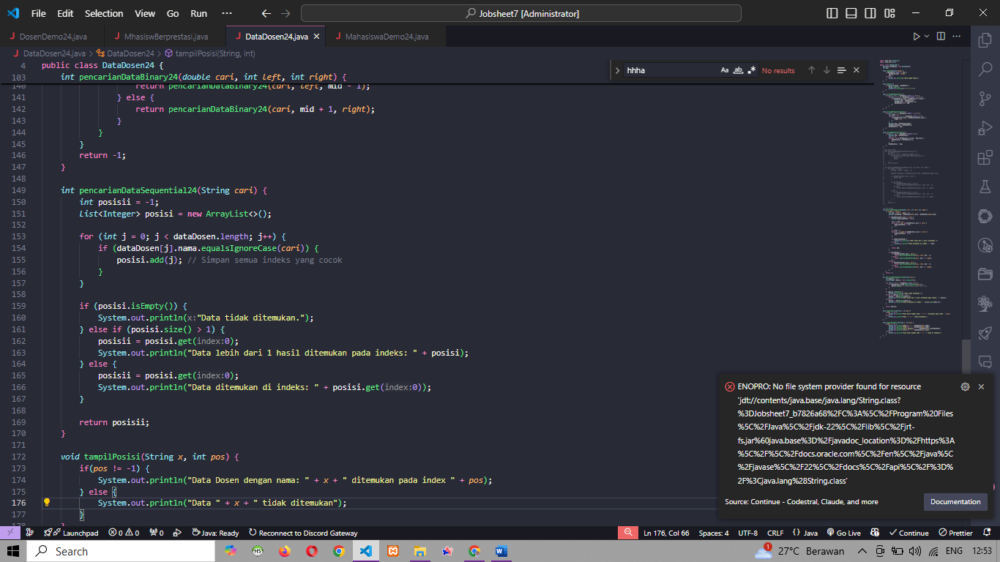 File Edit Selection View Go Run ··· Jobsheet7 [Administrator]
DosenDemo24.java MhasiswBerprestasi.java DataDosen24.java MahasiswaDemo24.java
DataDosen24.java > DataDosen24 > tampilPosisi(String, int)
hhha Aa ab No results
4 public class DataDosen24 {
103 int pencarianDataBinary24(double cari, int left, int right) {
140 return pencarianDataBinary24(cari, left, mid - 1);
141 } else {
142 return pencarianDataBinary24(cari, mid + 1, right);
143 }
144 }
145 }
146 return -1;
147 }
148
149 int pencarianDataSequential24(String cari) {
150 int posisii = -1;
151 List<Integer> posisi = new ArrayList<>();
152
153 for (int j = 0; j < dataDosen.length; j++) {
154 if (dataDosen[j].nama.equalsIgnoreCase(cari)) {
155 posisi.add(j); // Simpan semua indeks yang cocok
156 }
157 }
158
159 if (posisi.isEmpty()) {
160 System.out.println(x:"Data tidak ditemukan.");
161 } else if (posisi.size() > 1) {
162 posisii = posisi.get(index:0);
163 System.out.println("Data lebih dari 1 hasil ditemukan pada indeks: " + posisi);
164 } else {
165 posisii = posisi.get(index:0);
166 System.out.println("Data ditemukan di indeks: " + posisi.get(index:0));
167 }
168
169 return posisii;
170 }
171
172 void tampilPosisi(String x, int pos) {
173 if(pos != -1) {
174 System.out.println("Data Dosen dengan nama: " + x + " ditemukan pada index " + pos);
175 } else {
176 System.out.println("Data " + x + " tidak ditemukan");
177 }
178 }
ENOPRO: No file system provider found for resource
'jdt://contents/java.base/java.lang/String.class?
%3DJobsheet7_b7826a68%2FC%3A%5C%2FProgram%20Files
%5C%2FJava%5C%2Fjdk-22%5C%2Flib%5C%2Fjrt-
fs.jar%60java.base%3D%2Fjavadoc_location%3D%2Fhttps%3A
%5C%2F%5C%2Fdocs.oracle.com%5C%2Fen%5C%2Fjava%5C
%2Fjavase%5C%2F22%5C%2Fdocs%5C%2Fapi%5C%2F%3D%
2F%3Cjava.lang%28String.class'
Source: Continue - Codestral, Claude, and more Documentation
Launchpad 0 0 0 Java: Ready Reconnect to Discord Gateway Ln 176, Col 66 Spaces: 4 UTF-8 CRLF {} Java Go Live Continue Prettier
Search 1 27°C Berawan ENG 12:53